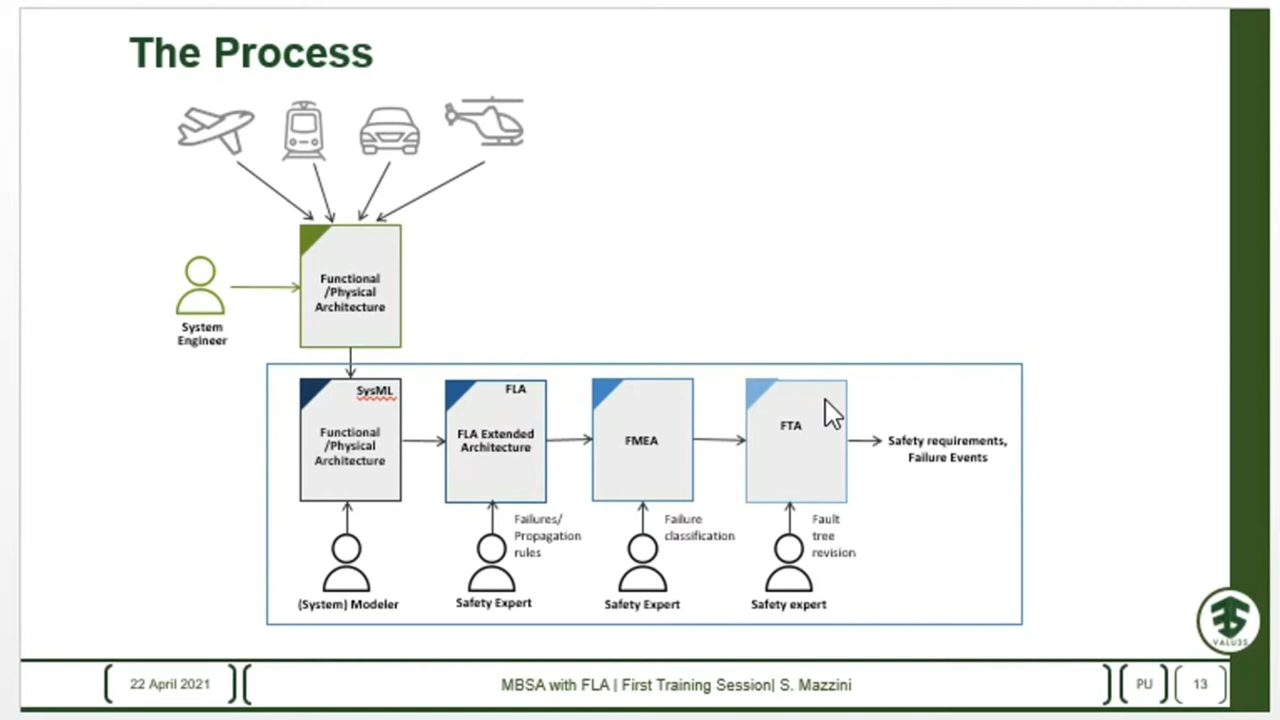 The Process
Functional
/Physical
Architecture
System
Engineer
SysML
Functional
/Physical
Architecture
FLA
FLA Extended
Architecture
FMEA
FTA
Safety requirements,
Failure Events
Failures/
Propagation
rules
Failure
classification
Fault
tree
revision
(System) Modeler
Safety Expert
Safety Expert
Safety expert
VALU3S
22 April 2021
MBSA with FLA | First Training Session| S. Mazzini
PU
13